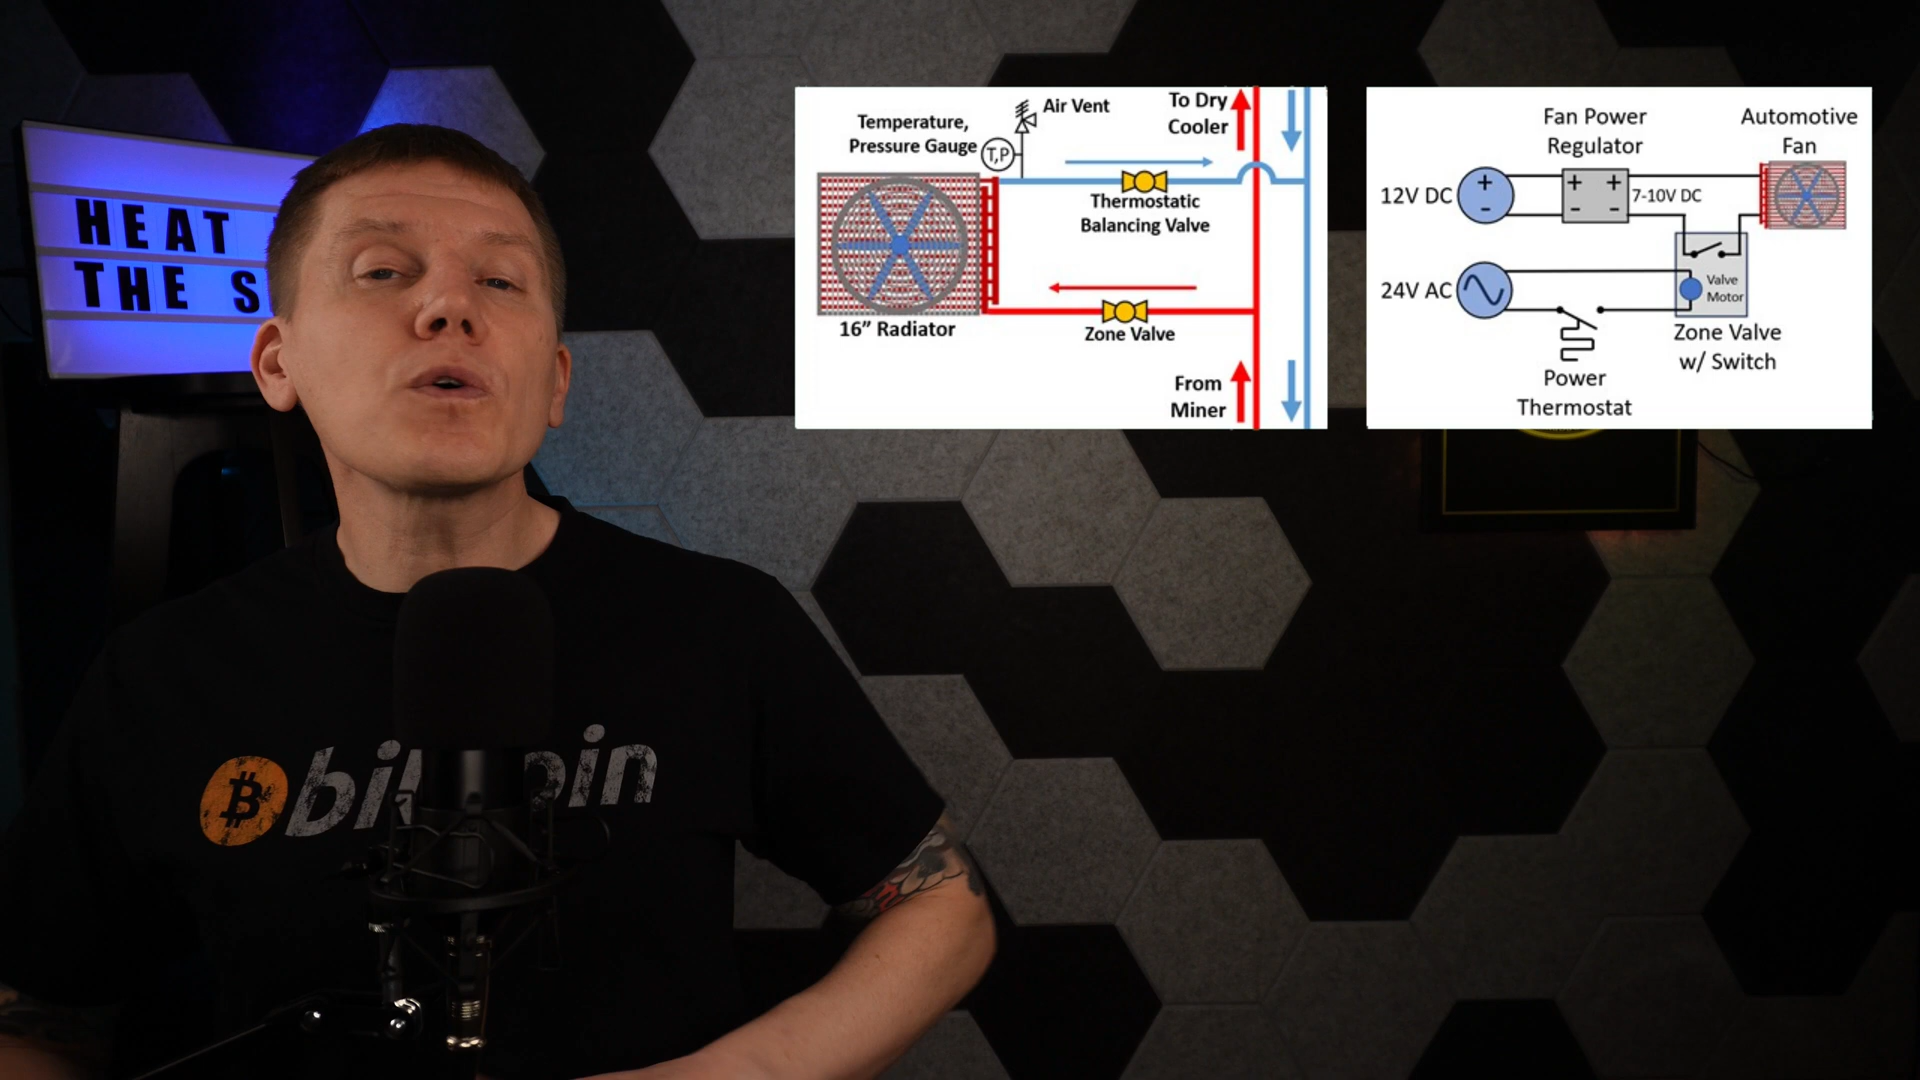 HEAT
THE S
Temperature,
Pressure Gauge
T,P
Air Vent
To Dry
Cooler
Thermostatic
Balancing Valve
16” Radiator
Zone Valve
From
Miner
Fan Power
Regulator
Automotive
Fan
12V DC
+
-
+ +
- -
7-10V DC
24V AC
Valve
Motor
Zone Valve
w/ Switch
Power
Thermostat